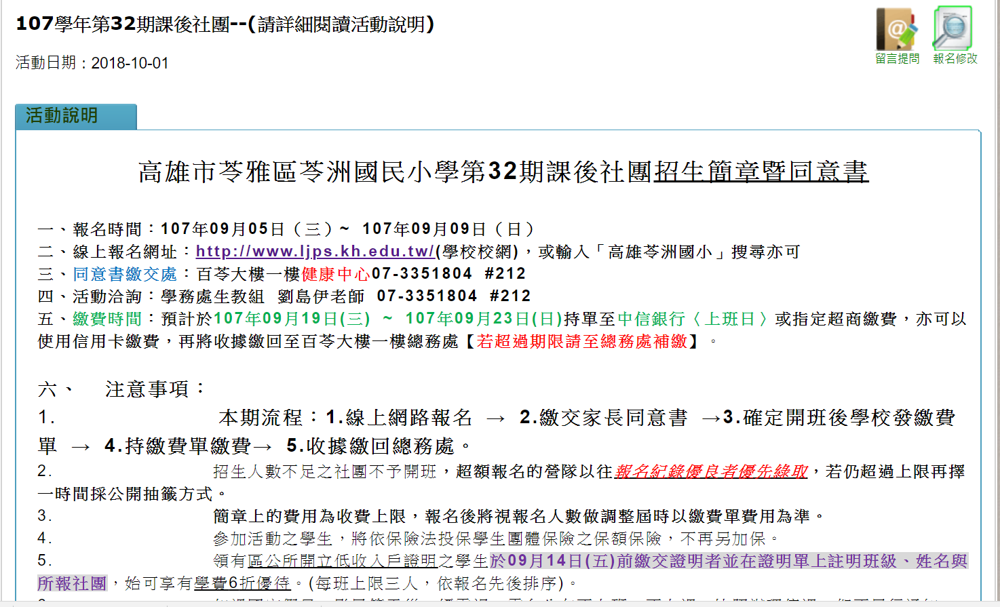 107學年第32期課後社團--(請詳細閱讀活動說明)
留言提問
報名修改
活動日期：2018-10-01
活動說明
高雄市苓雅區苓洲國民小學第32期課後社團招生簡章暨同意書
一、報名時間：107年09月05日（三）~ 107年09月09日（日）
二、線上報名網址：http://www.ljps.kh.edu.tw/(學校校網)，或輸入「高雄苓洲國小」搜尋亦可
三、同意書繳交處：百苓大樓一樓健康中心07-3351804 #212
四、活動洽詢：學務處生教組 劉島伊老師 07-3351804 #212
五、繳費時間：預計於107年09月19日(三) ~ 107年09月23日(日)持單至中信銀行〈上班日〉或指定超商繳費，亦可以
使用信用卡繳費，再將收據繳回至百苓大樓一樓總務處【若超過期限請至總務處補繳】。
六、 注意事項：
1. 本期流程：1.線上網路報名 → 2.繳交家長同意書 →3.確定開班後學校發繳費
單 → 4.持繳費單繳費→ 5.收據繳回總務處。
2. 招生人數不足之社團不予開班，超額報名的營隊以往報名紀錄優良者優先綠取，若仍超過上限再擇
一時間採公開抽籤方式。
3. 簡章上的費用為收費上限，報名後將視報名人數做調整屆時以繳費單費用為準。
4. 參加活動之學生，將依保險法投保學生團體保險之保額保險，不再另加保。
5. 領有區公所開立低收入戶證明之學生於09月14日(五)前繳交證明者並在證明單上註明班級、姓名與
所報社團，始可享有學費6折優待。(每班上限三人，依報名先後排序)。